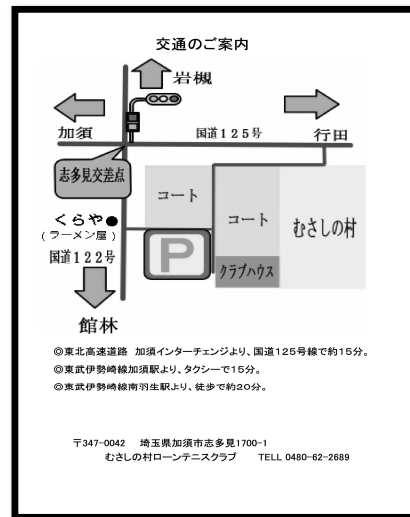 交通のご案内
岩槻
加須
国道125号
行田
志多見交差点
コート
コート
むさしの村
くらや●
(ラーメン屋)
P
国道122号
クラブハウス
館林
◎東北高速道路 加須インターチェンジより、国道125号線で約15分。
◎東武伊勢崎線加須駅より、タクシーで15分。
◎東武伊勢崎線南羽生駅より、徒歩で約20分。
〒347-0042 埼玉県加須市志多見1700-1
むさしの村ローンテニスクラブ TELL 0480-62-2689